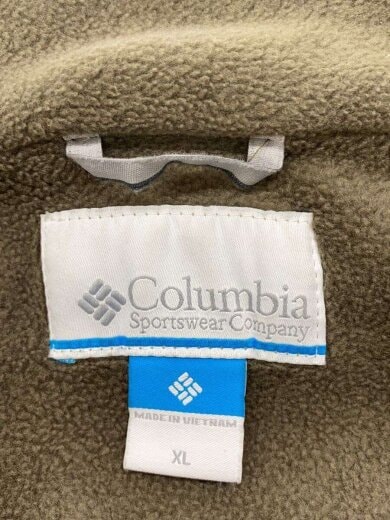 Columbia
Sportswear Company
MADE IN VIETNAM
XL